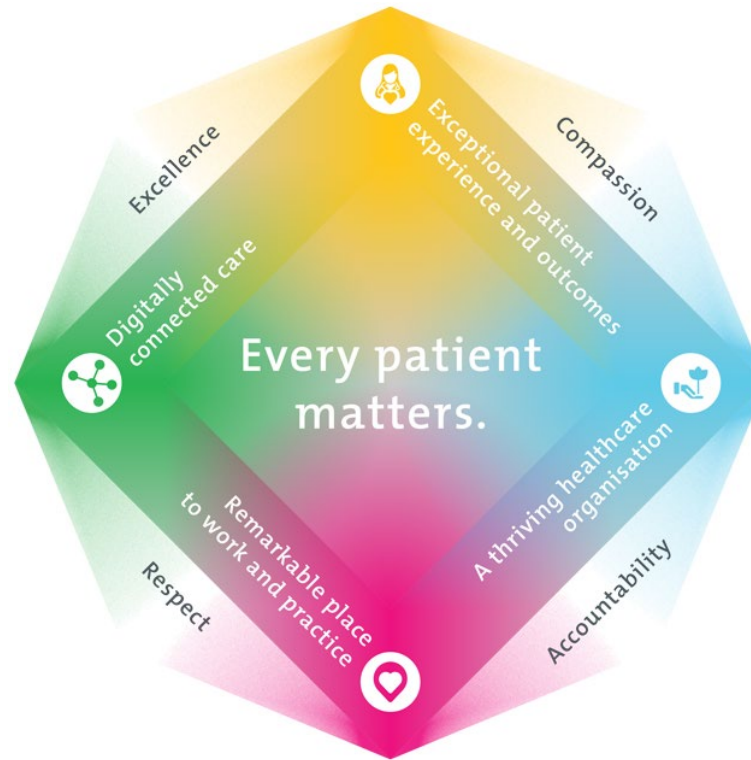 Excellence
Compassion
Exceptional patient
experience and outcomes
Digitally
connected care
Every patient
matters.
A thriving healthcare
organisation
Remarkable place
to work and practice
Respect
Accountability